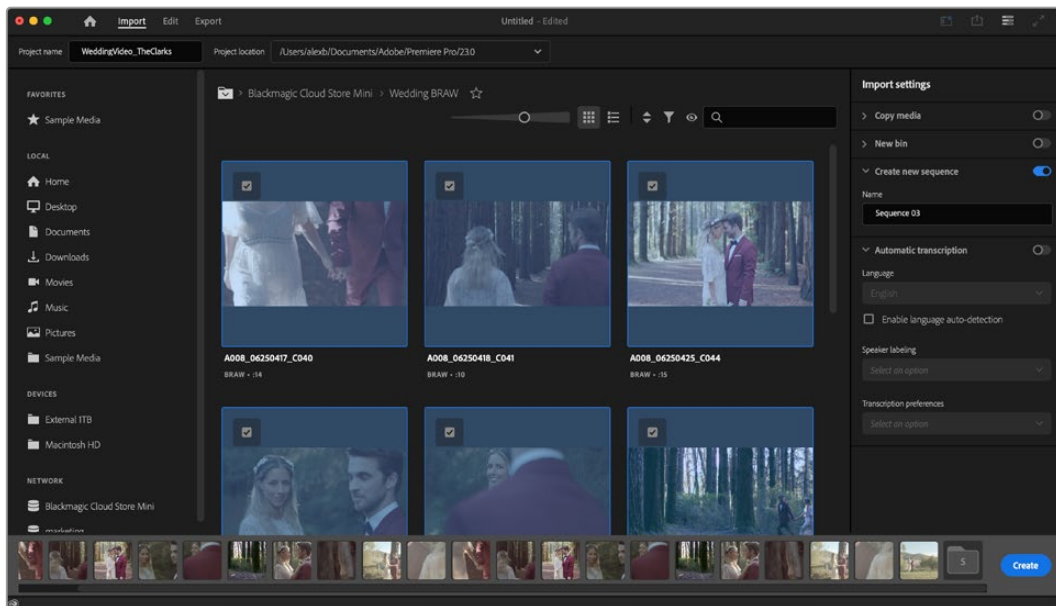 Import Edit Export Untitled - Edited
Project name WeddingVideo_TheClarks Project location /Users/alexb/Documents/Adobe/Premiere Pro/23.0
FAVORITES
Sample Media
LOCAL
Home
Desktop
Documents
Downloads
Movies
Music
Pictures
Sample Media
DEVICES
External 1TB
Macintosh HD
NETWORK
Blackmagic Cloud Store Mini
marketing
Blackmagic Cloud Store Mini > Wedding BRAW
A008_06250417_C040
BRAW • :14
A008_06250418_C041
BRAW • :10
A008_06250425_C044
BRAW • :15
Import settings
Copy media
New bin
Create new sequence
Name
Sequence 03
Automatic transcription
Language
English
Enable language auto-detection
Speaker labeling
Select an option
Transcription preferences
Select an option
S
Create